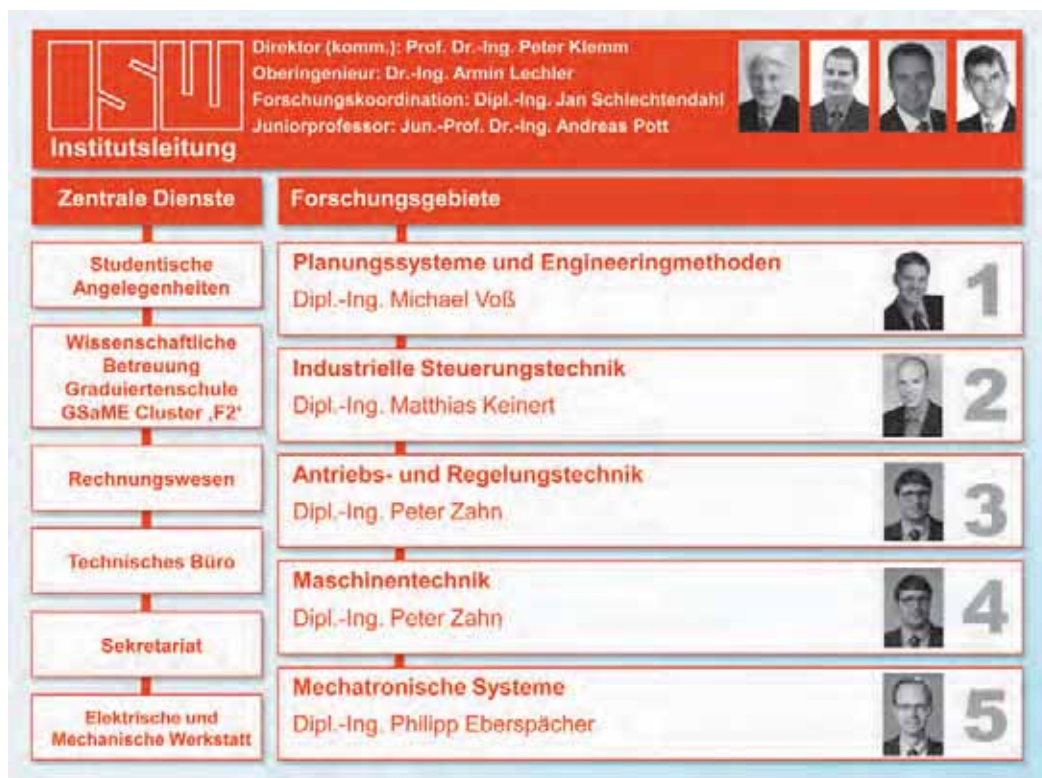 ISW
Direktor (komm.): Prof. Dr.-Ing. Peter Klemm
Oberingenieur: Dr.-Ing. Armin Lechler
Forschungskoordination: Dipl.-Ing. Jan Schlechtendahl
Juniorprofessor: Jun.-Prof. Dr.-Ing. Andreas Pott
Institutsleitung
Zentrale Dienste
Studentische
Angelegenheiten
Wissenschaftliche
Betreuung
Graduiertenschule
GSaME Cluster ‚F2‘
Rechnungswesen
Technisches Büro
Sekretariat
Elektrische und
Mechanische Werkstatt
Forschungsgebiete
Planungssysteme und Engineeringmethoden
Dipl.-Ing. Michael Voß
1
Industrielle Steuerungstechnik
Dipl.-Ing. Matthias Keinert
2
Antriebs- und Regelungstechnik
Dipl.-Ing. Peter Zahn
3
Maschinentechnik
Dipl.-Ing. Peter Zahn
4
Mechatronische Systeme
Dipl.-Ing. Philipp Eberspächer
5